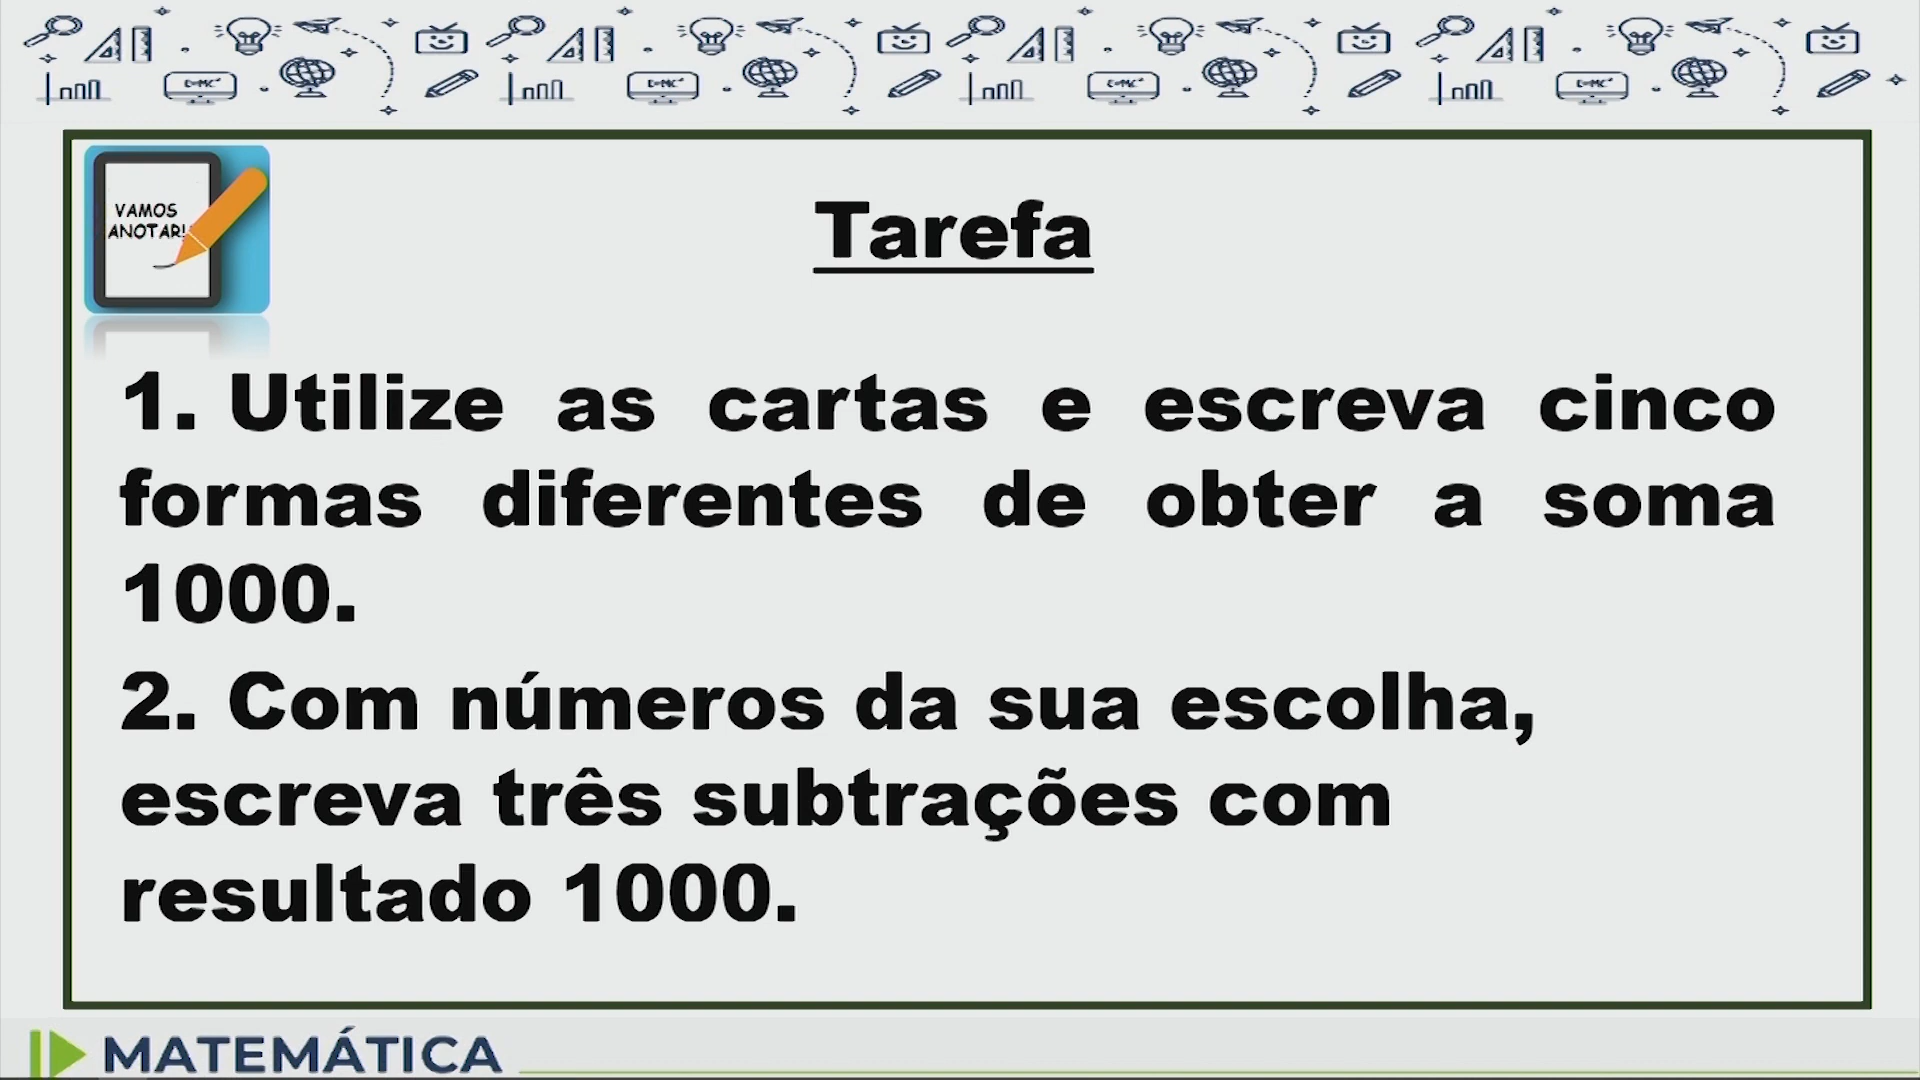 VAMOS
ANOTAR!
Tarefa
1. Utilize as cartas e escreva cinco
formas diferentes de obter a soma
1000.
2. Com números da sua escolha,
escreva três subtrações com
resultado 1000.
MATEMÁTICA